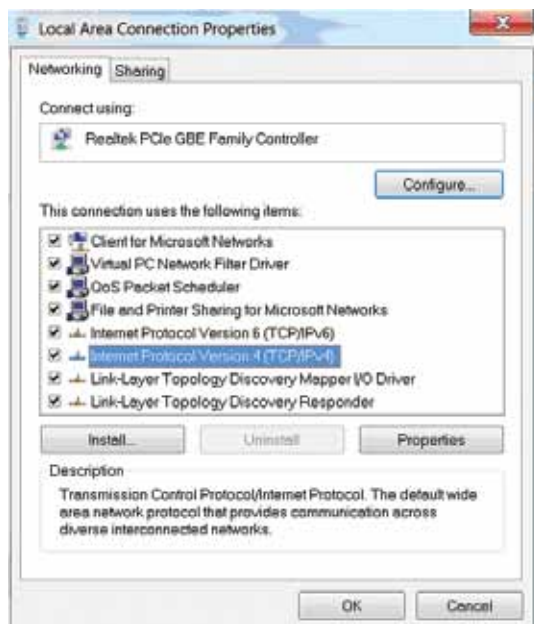 Local Area Connection Properties
Networking Sharing
Connect using:
Realtek PCIe GBE Family Controller
Configure...
This connection uses the following items:
Client for Microsoft Networks
Virtual PC Network Filter Driver
QoS Packet Scheduler
File and Printer Sharing for Microsoft Networks
Internet Protocol Version 6 (TCP/IPv6)
Internet Protocol Version 4 (TCP/IPv4)
Link-Layer Topology Discovery Mapper I/O Driver
Link-Layer Topology Discovery Responder
Install... Uninstall Properties
Description
Transmission Control Protocol/Internet Protocol. The default wide
area network protocol that provides communication across
diverse interconnected networks.
OK Cancel